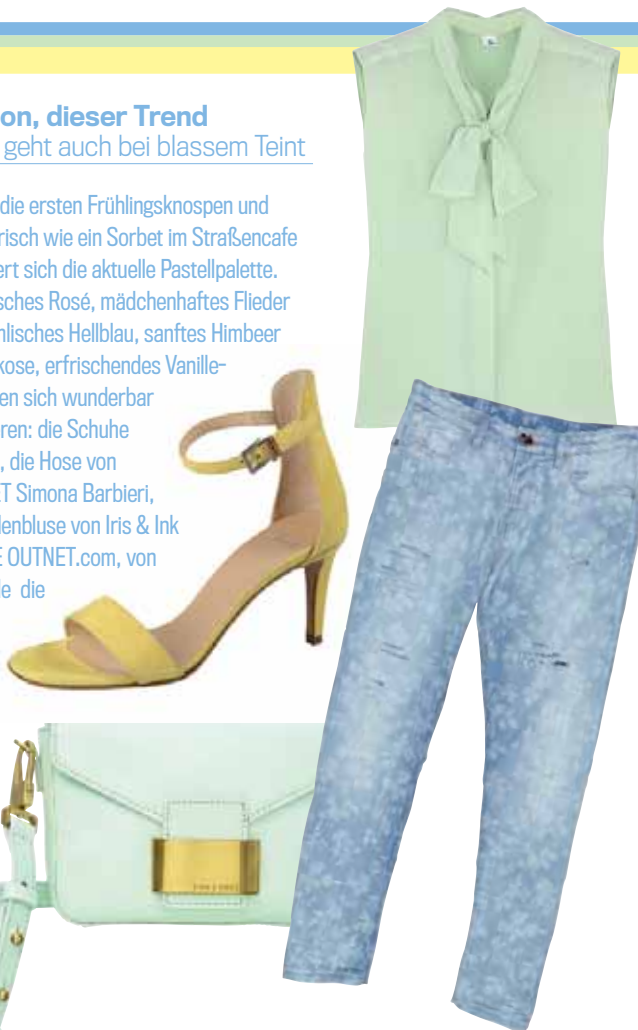 on, dieser Trend
geht auch bei blassem Teint
die ersten Frühlingsknospen und
risch wie ein Sorbet im Straßencafe
ert sich die aktuelle Pastellpalette.
sches Rosé, mädchenhaftes Flieder
nlisches Hellblau, sanftes Himbeer
kose, erfrischendes Vanille-
en sich wunderbar
ren: die Schuhe
, die Hose von
T Simona Barbieri,
denbluse von Iris & Ink
E OUTNET.com, von
le die